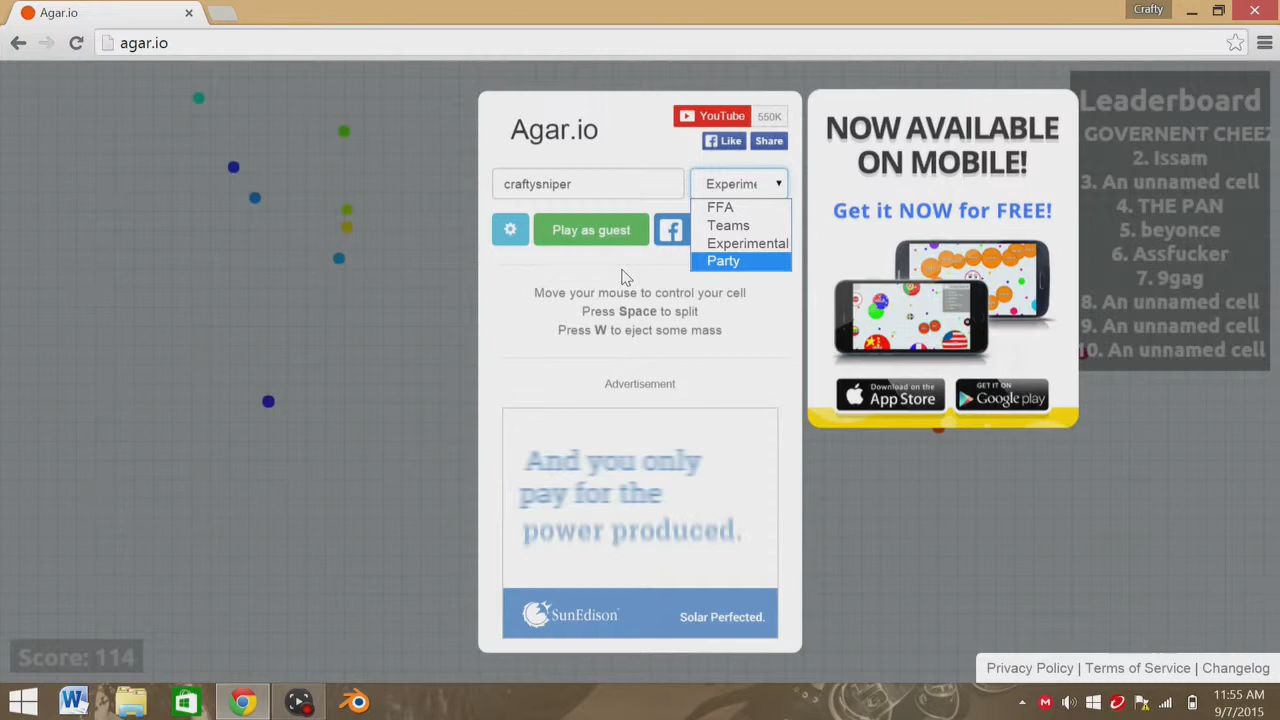 Agar.io
Crafty
agar.io
Agar.io
YouTube 550K
Like Share
craftysniper
Experime
FFA
Teams
Experimental
Party
Play as guest
Move your mouse to control your cell
Press Space to split
Press W to eject some mass
Advertisement
And you only
pay for the
power produced.
SunEdison
Solar Perfected.
NOW AVAILABLE
ON MOBILE!
Get it NOW for FREE!
Download on the
App Store
GET IT ON
Google play
Leaderboard
GOVERNENT CHEEZ
2. Issam
3. An unnamed cell
4. THE PAN
5. beyonce
6. Assfucker
7. 9gag
8. An unnamed cell
9. An unnamed cell
10. An unnamed cell
Score: 114
Privacy Policy | Terms of Service | Changelog
11:55 AM
9/7/2015